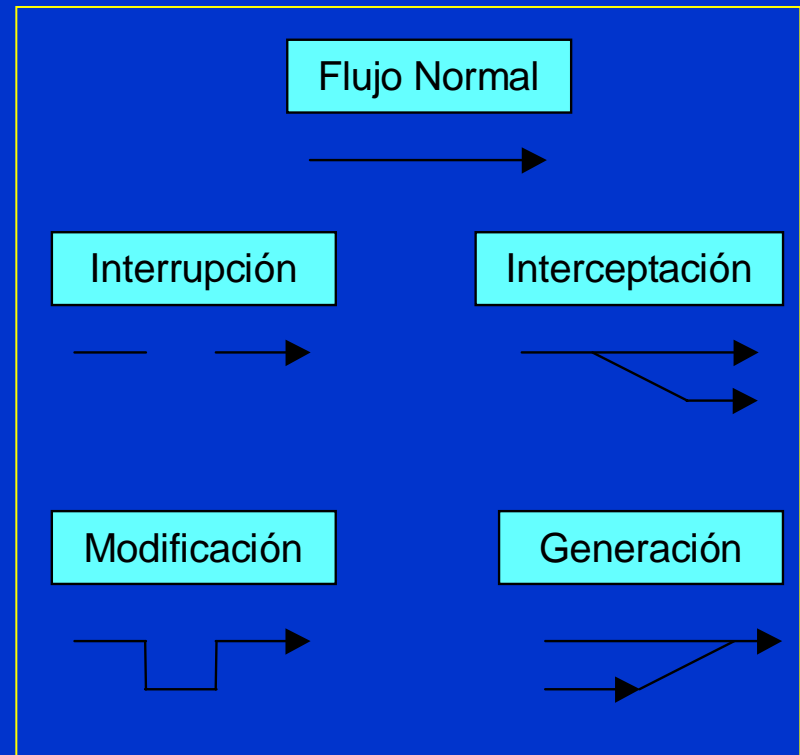 Flujo Normal
Interrupción
Interceptación
Modificación
Generación